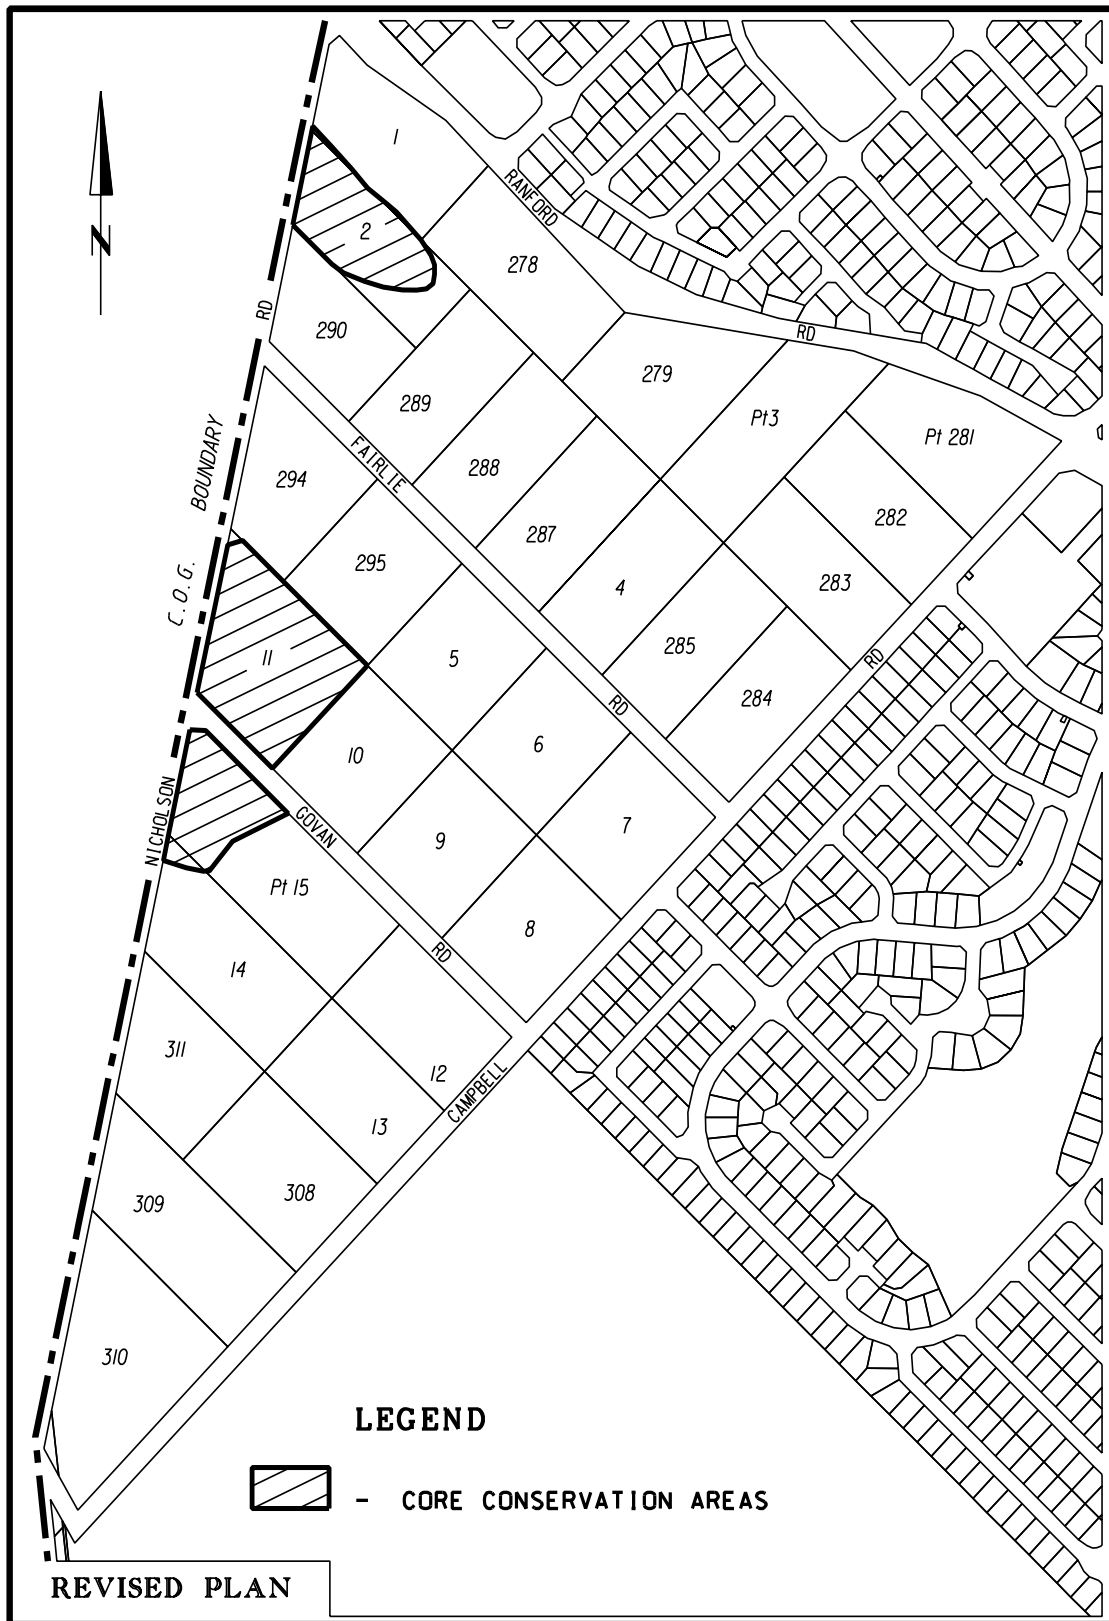 1
N
2
RANFORD
278
RD
290
RD
279
289
Pt3
Pt 281
BOUNDARY
FAIRLIE
288
294
282
287
295
283
C.O.G.
4
285
11
5
RD
284
RD
6
10
NICHOLSON
GOVAN
7
9
Pt 15
8
RD
14
311
12
CAMPBELL
13
308
309
310
LEGEND
- CORE CONSERVATION AREAS
REVISED PLAN